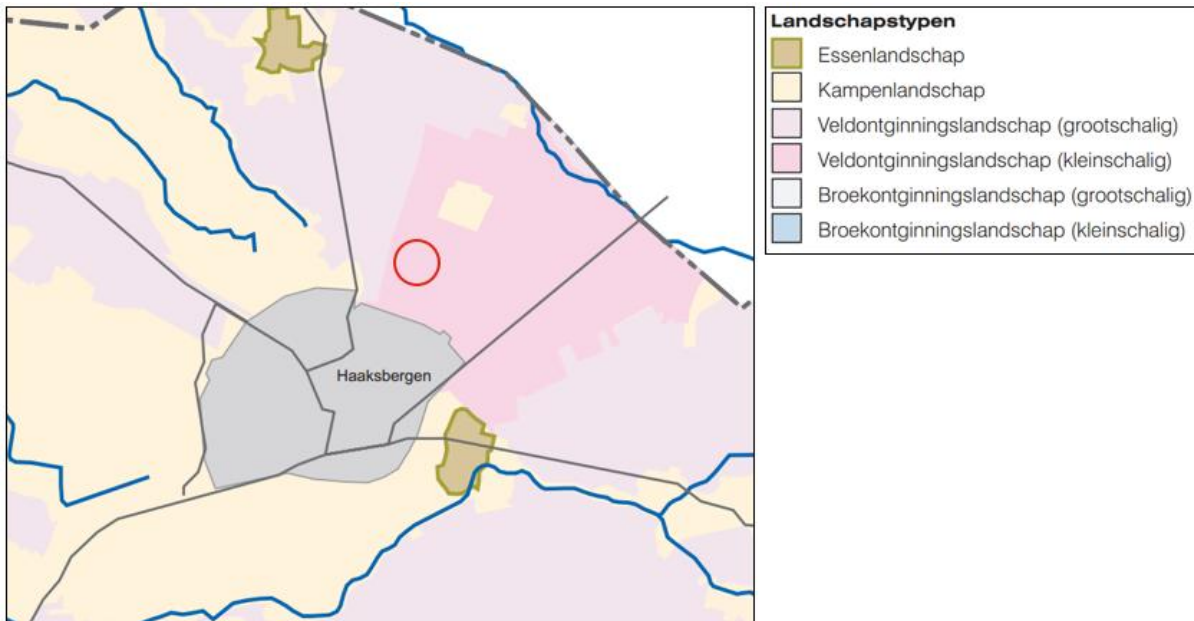 Haaksbergen
Landschapstypen
Essenlandschap
Kampenlandschap
Veldontginningslandschap (grootschalig)
Veldontginningslandschap (kleinschalig)
Broekontginningslandschap (grootschalig)
Broekontginningslandschap (kleinschalig)